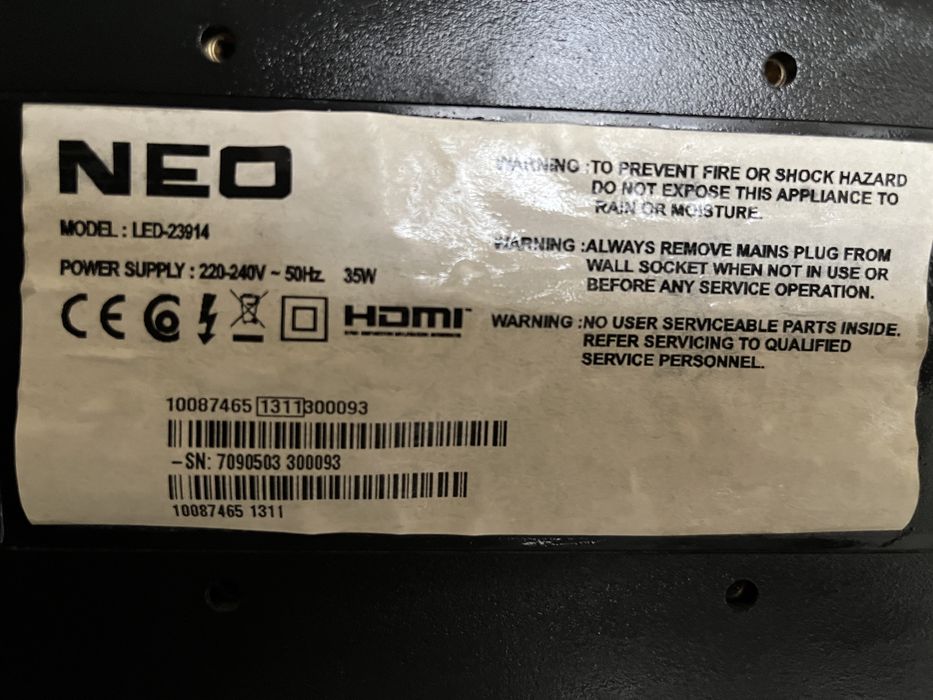 NEO
MODEL : LED-23914
POWER SUPPLY : 220-240V ~ 50Hz. 35W
CE
HDMI
WARNING :TO PREVENT FIRE OR SHOCK HAZARD
DO NOT EXPOSE THIS APPLIANCE TO
RAIN OR MOISTURE.
WARNING :ALWAYS REMOVE MAINS PLUG FROM
WALL SOCKET WHEN NOT IN USE OR
BEFORE ANY SERVICE OPERATION.
WARNING :NO USER SERVICEABLE PARTS INSIDE.
REFER SERVICING TO QUALIFIED
SERVICE PERSONNEL.
10087465 1311300093
-SN: 7090503 300093
10087465 1311